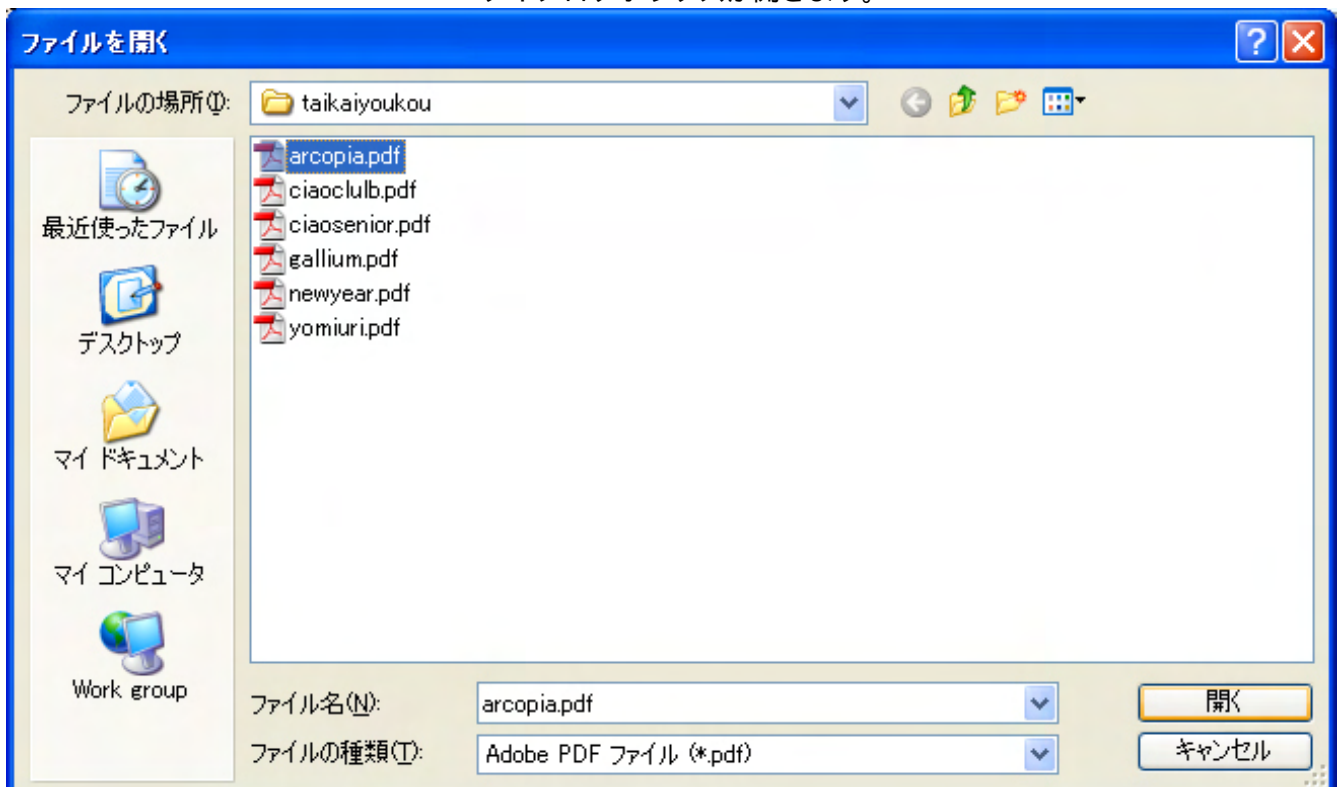 ファイルを開く
ファイルの場所(I):
taikaiyoukou
arcopia.pdf
ciaoclulb.pdf
ciaosenior.pdf
gallium.pdf
newyear.pdf
yomiuri.pdf
最近使ったファイル
デスクトップ
マイ ドキュメント
マイ コンピュータ
Work group
ファイル名(N):
arcopia.pdf
開く
ファイルの種類(T):
Adobe PDF ファイル (*.pdf)
キャンセル